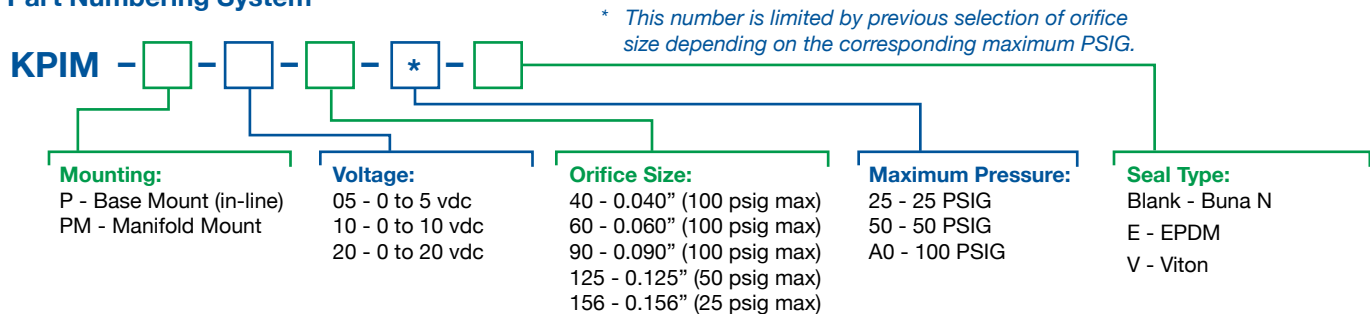 Part Numbering System
* This number is limited by previous selection of orifice
size depending on the corresponding maximum PSIG.
KPIM – – – – * –
Mounting:
P - Base Mount (in-line)
PM - Manifold Mount
Voltage:
05 - 0 to 5 vdc
10 - 0 to 10 vdc
20 - 0 to 20 vdc
Orifice Size:
40 - 0.040” (100 psig max)
60 - 0.060” (100 psig max)
90 - 0.090” (100 psig max)
125 - 0.125” (50 psig max)
156 - 0.156” (25 psig max)
Maximum Pressure:
25 - 25 PSIG
50 - 50 PSIG
A0 - 100 PSIG
Seal Type:
Blank - Buna N
E - EPDM
V - Viton